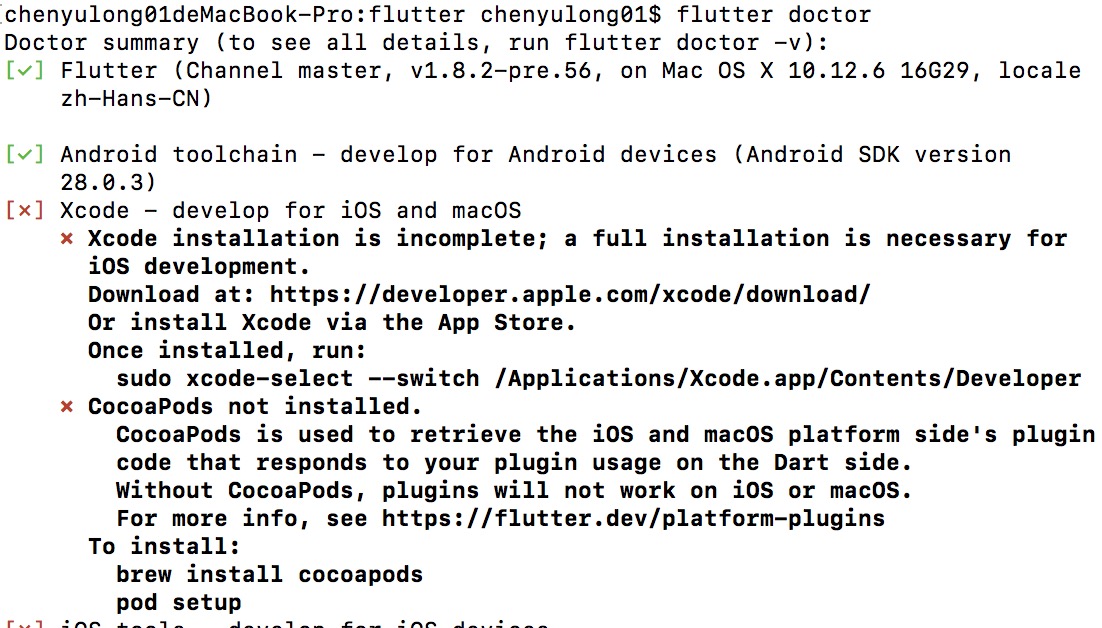 chenyulong01deMacBook-Pro:flutter chenyulong01$ flutter doctor
Doctor summary (to see all details, run flutter doctor -v):
[✓] Flutter (Channel master, v1.8.2-pre.56, on Mac OS X 10.12.6 16G29, locale
zh-Hans-CN)
[✓] Android toolchain - develop for Android devices (Android SDK version
28.0.3)
[✗] Xcode - develop for iOS and macOS
✗ Xcode installation is incomplete; a full installation is necessary for
iOS development.
Download at: https://developer.apple.com/xcode/download/
Or install Xcode via the App Store.
Once installed, run:
sudo xcode-select --switch /Applications/Xcode.app/Contents/Developer
✗ CocoaPods not installed.
CocoaPods is used to retrieve the iOS and macOS platform side's plugin
code that responds to your plugin usage on the Dart side.
Without CocoaPods, plugins will not work on iOS or macOS.
For more info, see https://flutter.dev/platform-plugins
To install:
brew install cocoapods
pod setup
[✗] iOS tools - develop for iOS devices